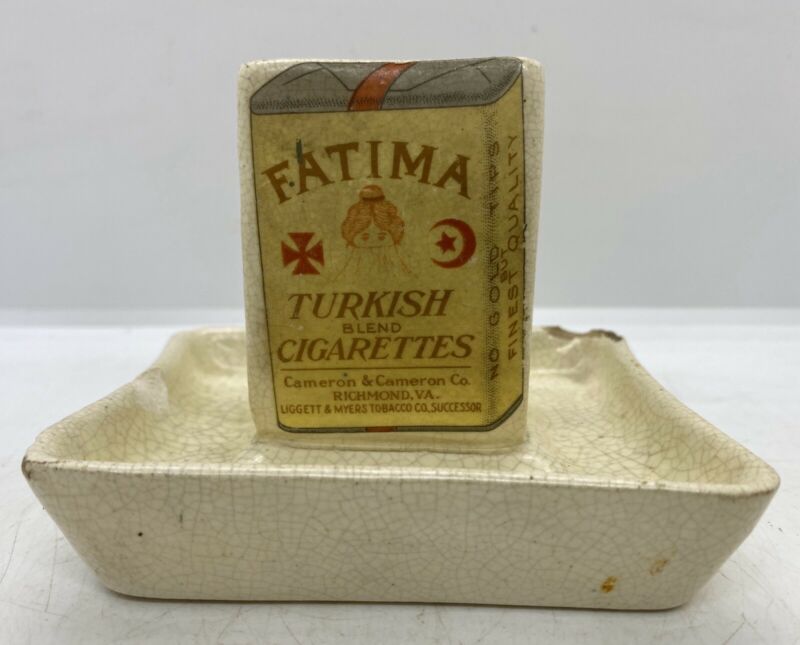 FATIMA
TURKISH
BLEND
CIGARETTES
Cameron & Cameron Co.
RICHMOND, VA.
LIGGETT & MYERS TOBACCO CO. SUCCESSOR
NO GOLD TIPS
BUT
FINEST QUALITY